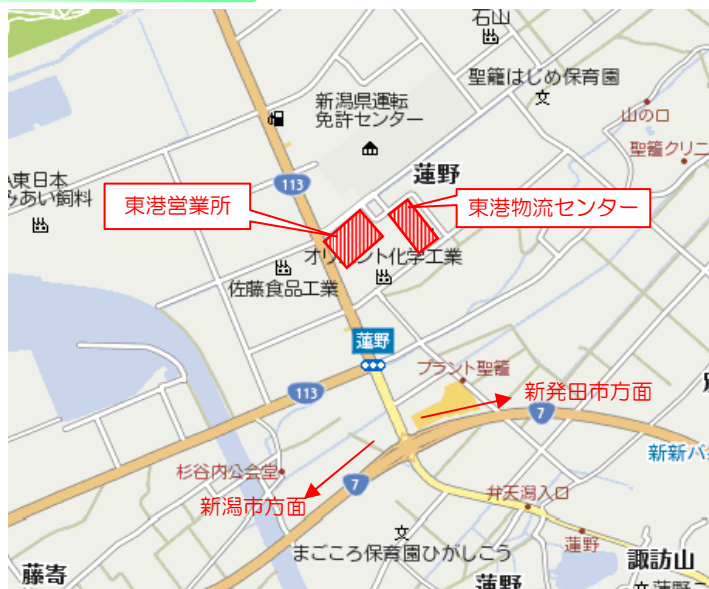 石山
聖籠はじめ保育園
新潟県運転
免許センター
山の口
聖籠クリニ
蓮野
東日本
みあい飼料
113
東港営業所
東港物流センター
オリエント化学工業
佐藤食品工業
蓮野
プラント聖籠
113
新発田市方面
7
新新バ
杉谷内公会堂
新潟市方面
7
弁天潟入口
まごころ保育園ひがしこう
蓮野
諏訪山
藤寄
蓮野